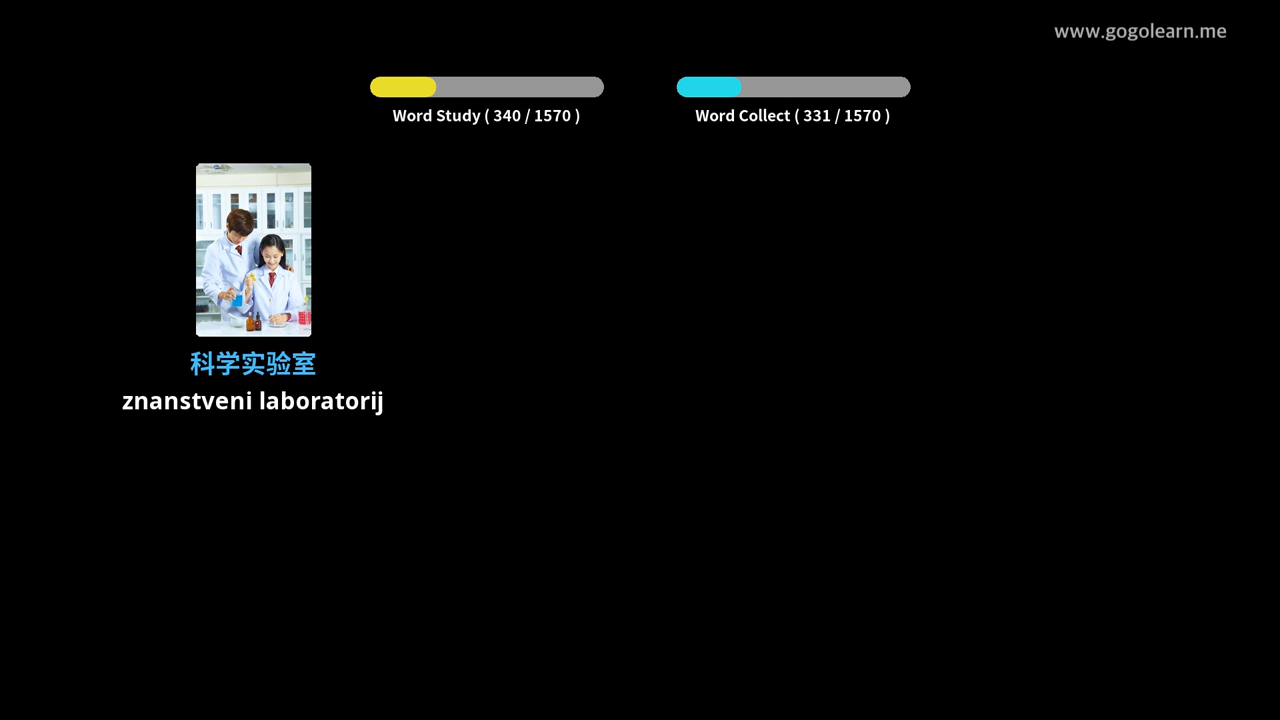 www.gogolearn.me
Word Study ( 340 / 1570 )
Word Collect ( 331 / 1570 )
科学实验室
znanstveni laboratorij